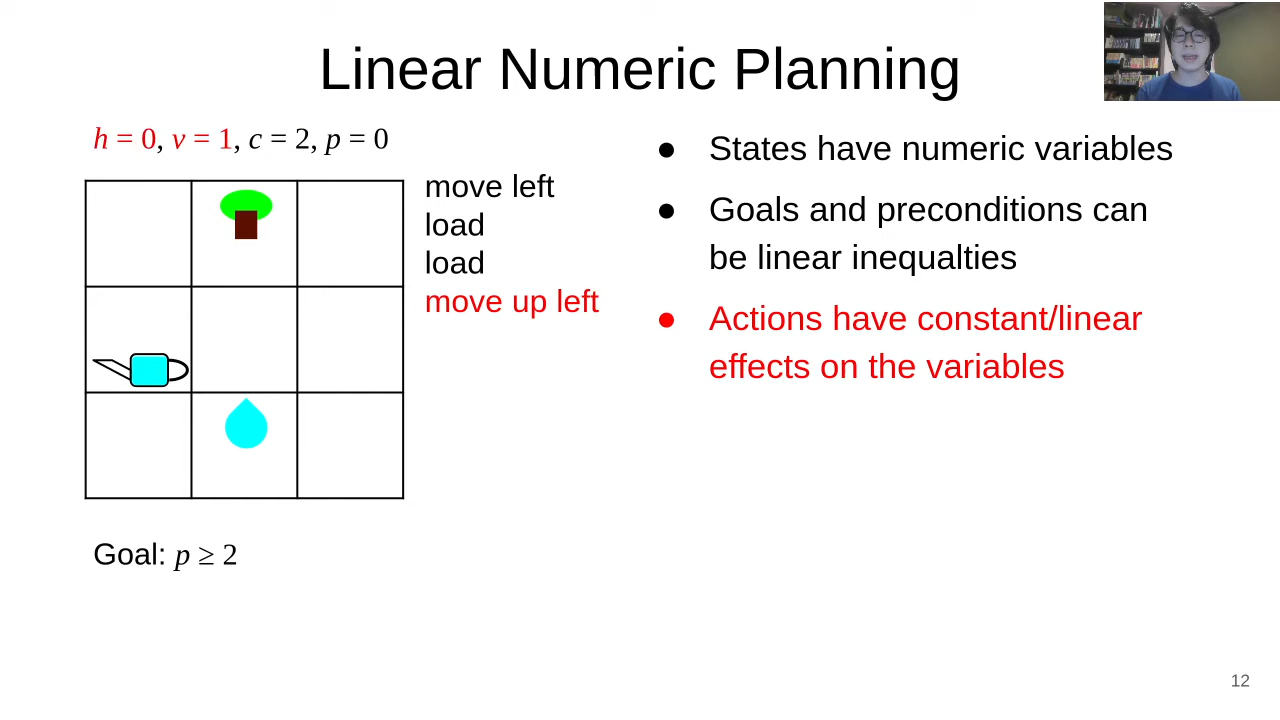 Linear Numeric Planning
h = 0, v = 1, c = 2, p = 0
move left
load
load
move up left
Goal: p ≥ 2
● States have numeric variables
● Goals and preconditions can
be linear inequalties
● Actions have constant/linear
effects on the variables
12